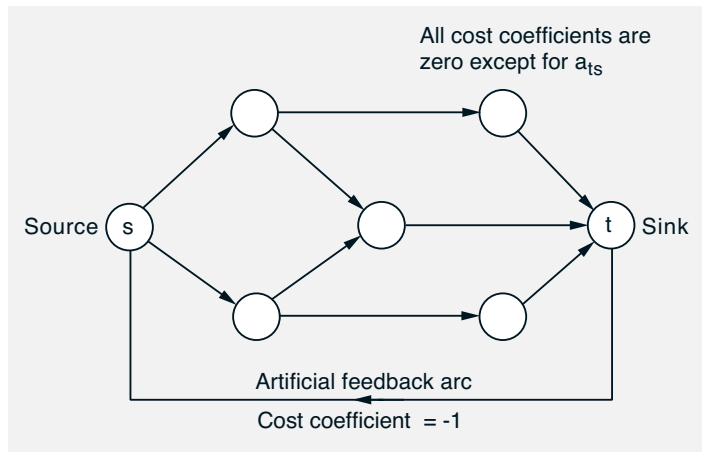 All cost coefficients are
zero except for a_ts
Source
s
t
Sink
Artificial feedback arc
Cost coefficient = -1